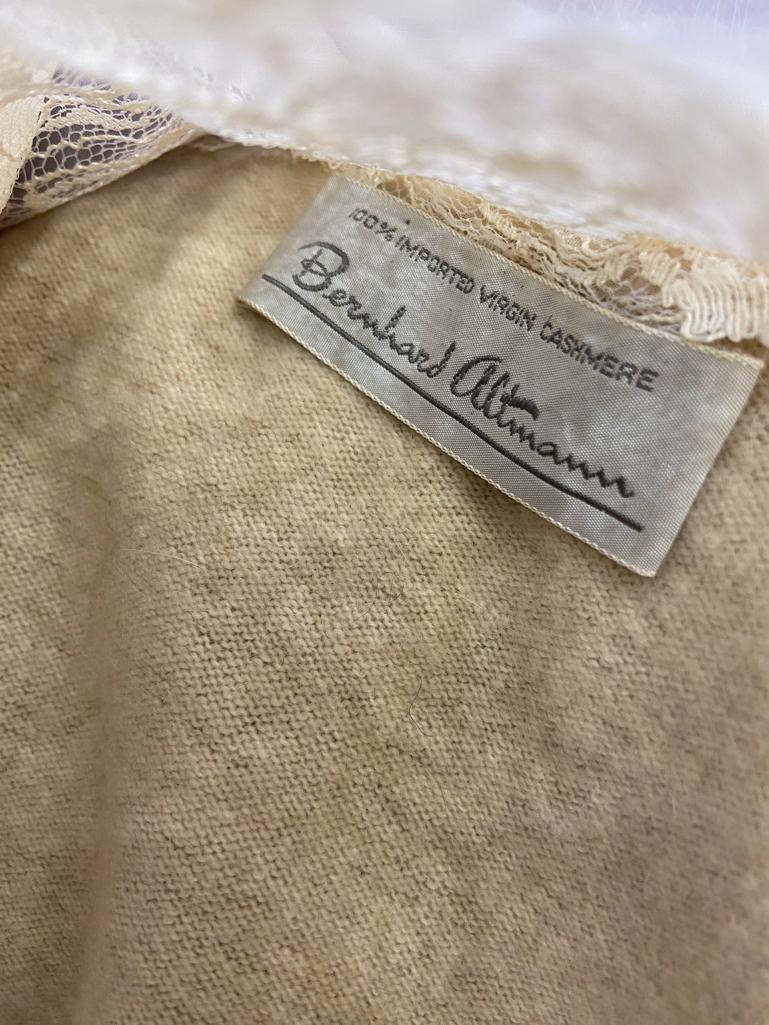 100% IMPORTED VIRGIN CASHMERE
Bernhard Altmann